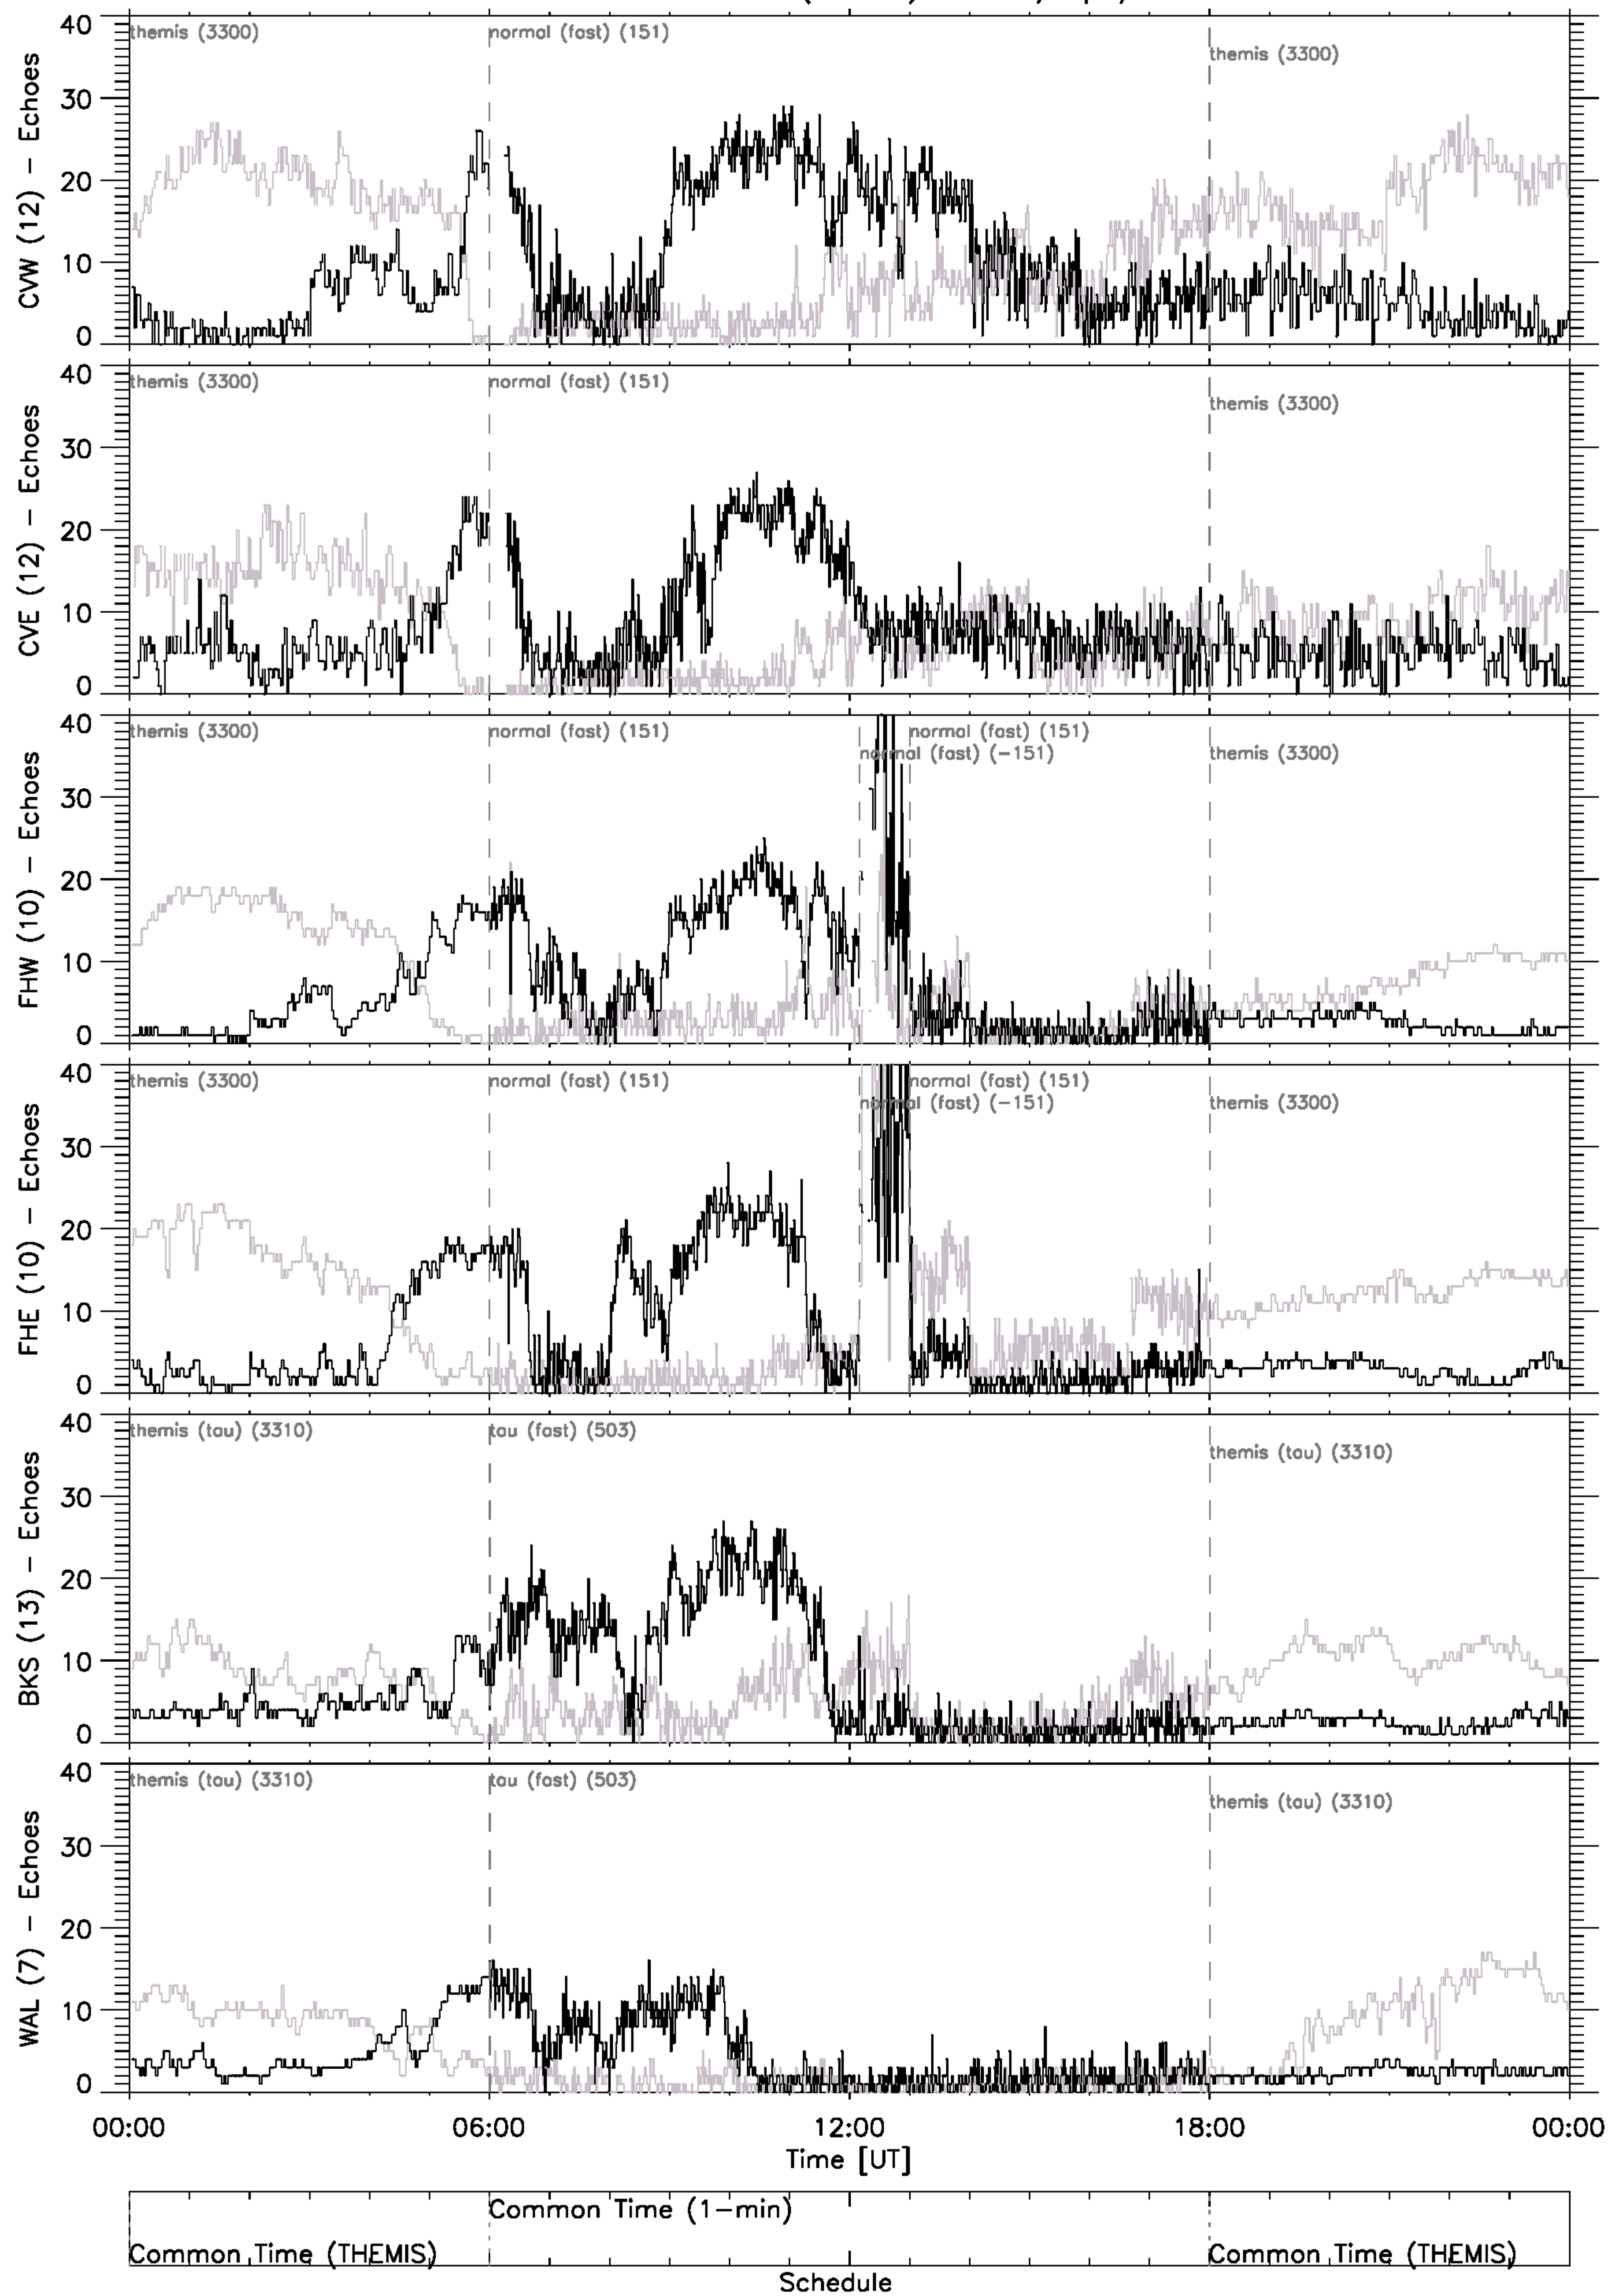 40
themis (3300)
normal (fast) (151)
themis (3300)
30
20
10
0
CVW (12) – Echoes
40
themis (3300)
normal (fast) (151)
themis (3300)
30
20
10
0
CVE (12) – Echoes
40
themis (3300)
normal (fast) (151)
normal (fast) (151)
normal (fast) (−151)
themis (3300)
30
20
10
0
FHW (10) – Echoes
40
themis (3300)
normal (fast) (151)
normal (fast) (151)
normal (fast) (−151)
themis (3300)
30
20
10
0
FHE (10) – Echoes
40
themis (tau) (3310)
tau (fast) (503)
themis (tau) (3310)
30
20
10
0
BKS (13) – Echoes
40
themis (tau) (3310)
tau (fast) (503)
themis (tau) (3310)
30
20
10
0
WAL (7) – Echoes
00:00 06:00 12:00 18:00 00:00
Time [UT]
Common Time (1−min)
Common Time (THEMIS)
Common Time (THEMIS)
Schedule